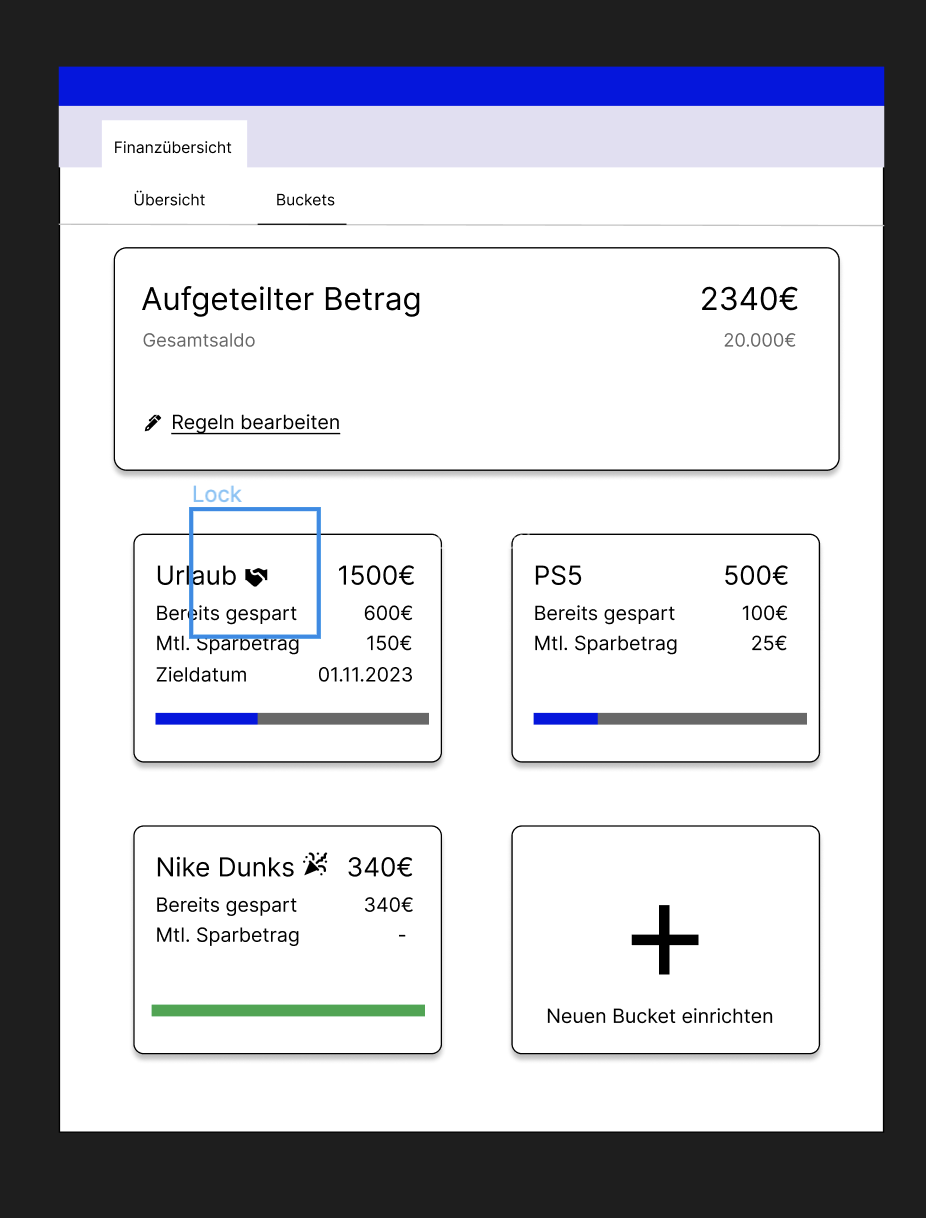 Finanzübersicht
Übersicht Buckets
Aufgeteilter Betrag 2340€
Gesamtsaldo 20.000€
Regeln bearbeiten
Lock
Urlaub 1500€
Bereits gespart 600€
Mtl. Sparbetrag 150€
Zieldatum 01.11.2023
PS5 500€
Bereits gespart 100€
Mtl. Sparbetrag 25€
Nike Dunks 340€
Bereits gespart 340€
Mtl. Sparbetrag -
Neuen Bucket einrichten